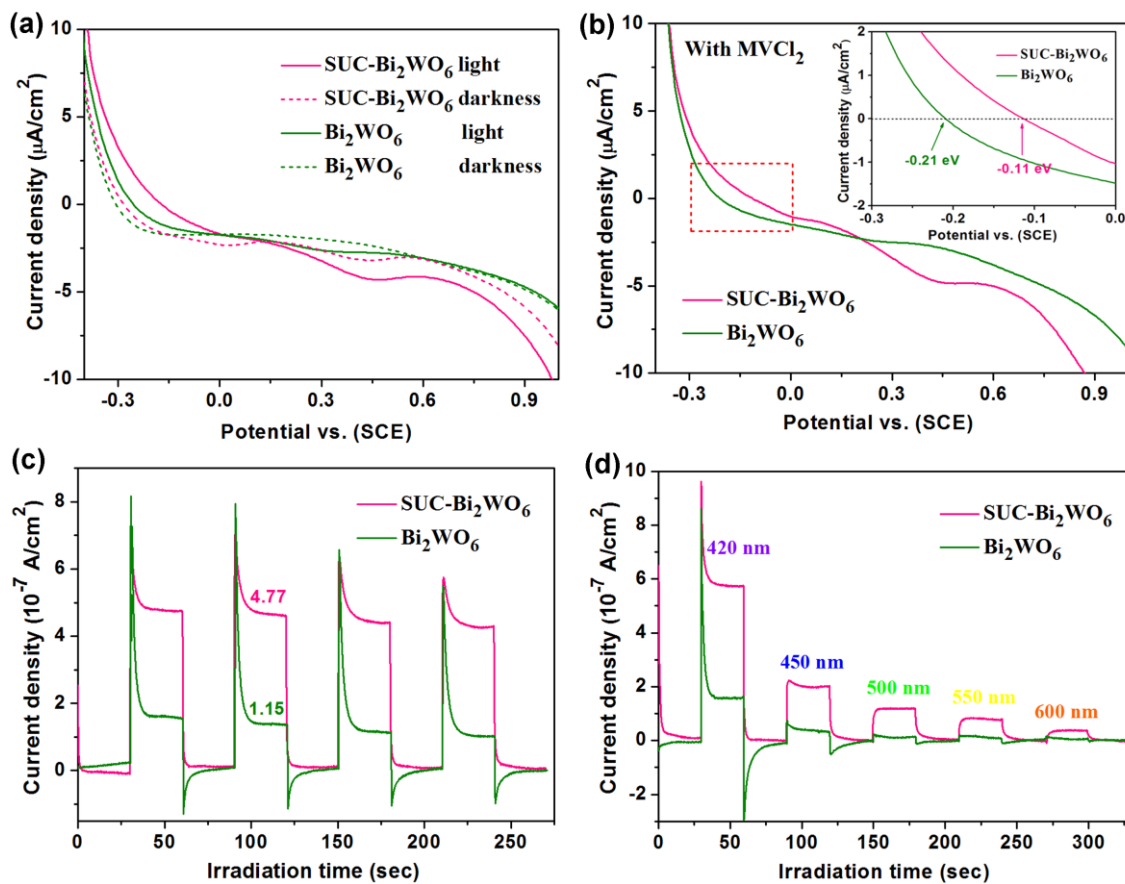 (a)
SUC-Bi₂WO₆ light
SUC-Bi₂WO₆ darkness
Bi₂WO₆ light
Bi₂WO₆ darkness
Current density (μA/cm²)
10
5
0
-5
-10
-0.3 0.0 0.3 0.6 0.9
Potential vs. (SCE)
(b)
With MVCl₂
SUC-Bi₂WO₆
Bi₂WO₆
Current density (μA/cm²)
10
5
0
-5
-10
-0.3 0.0 0.3 0.6 0.9
Potential vs. (SCE)
SUC-Bi₂WO₆
Bi₂WO₆
-0.21 eV
-0.11 eV
Current density (μA/cm²)
2
1
0
-1
-2
-0.3 -0.2 -0.1 0.0
Potential vs. (SCE)
(c)
SUC-Bi₂WO₆
Bi₂WO₆
4.77
1.15
Current density (10⁻⁷ A/cm²)
8
6
4
2
0
0 50 100 150 200 250
Irradiation time (sec)
(d)
SUC-Bi₂WO₆
Bi₂WO₆
420 nm
450 nm
500 nm
550 nm
600 nm
Current density (10⁻⁷ A/cm²)
10
8
6
4
2
0
-2
0 50 100 150 200 250 300
Irradiation time (sec)